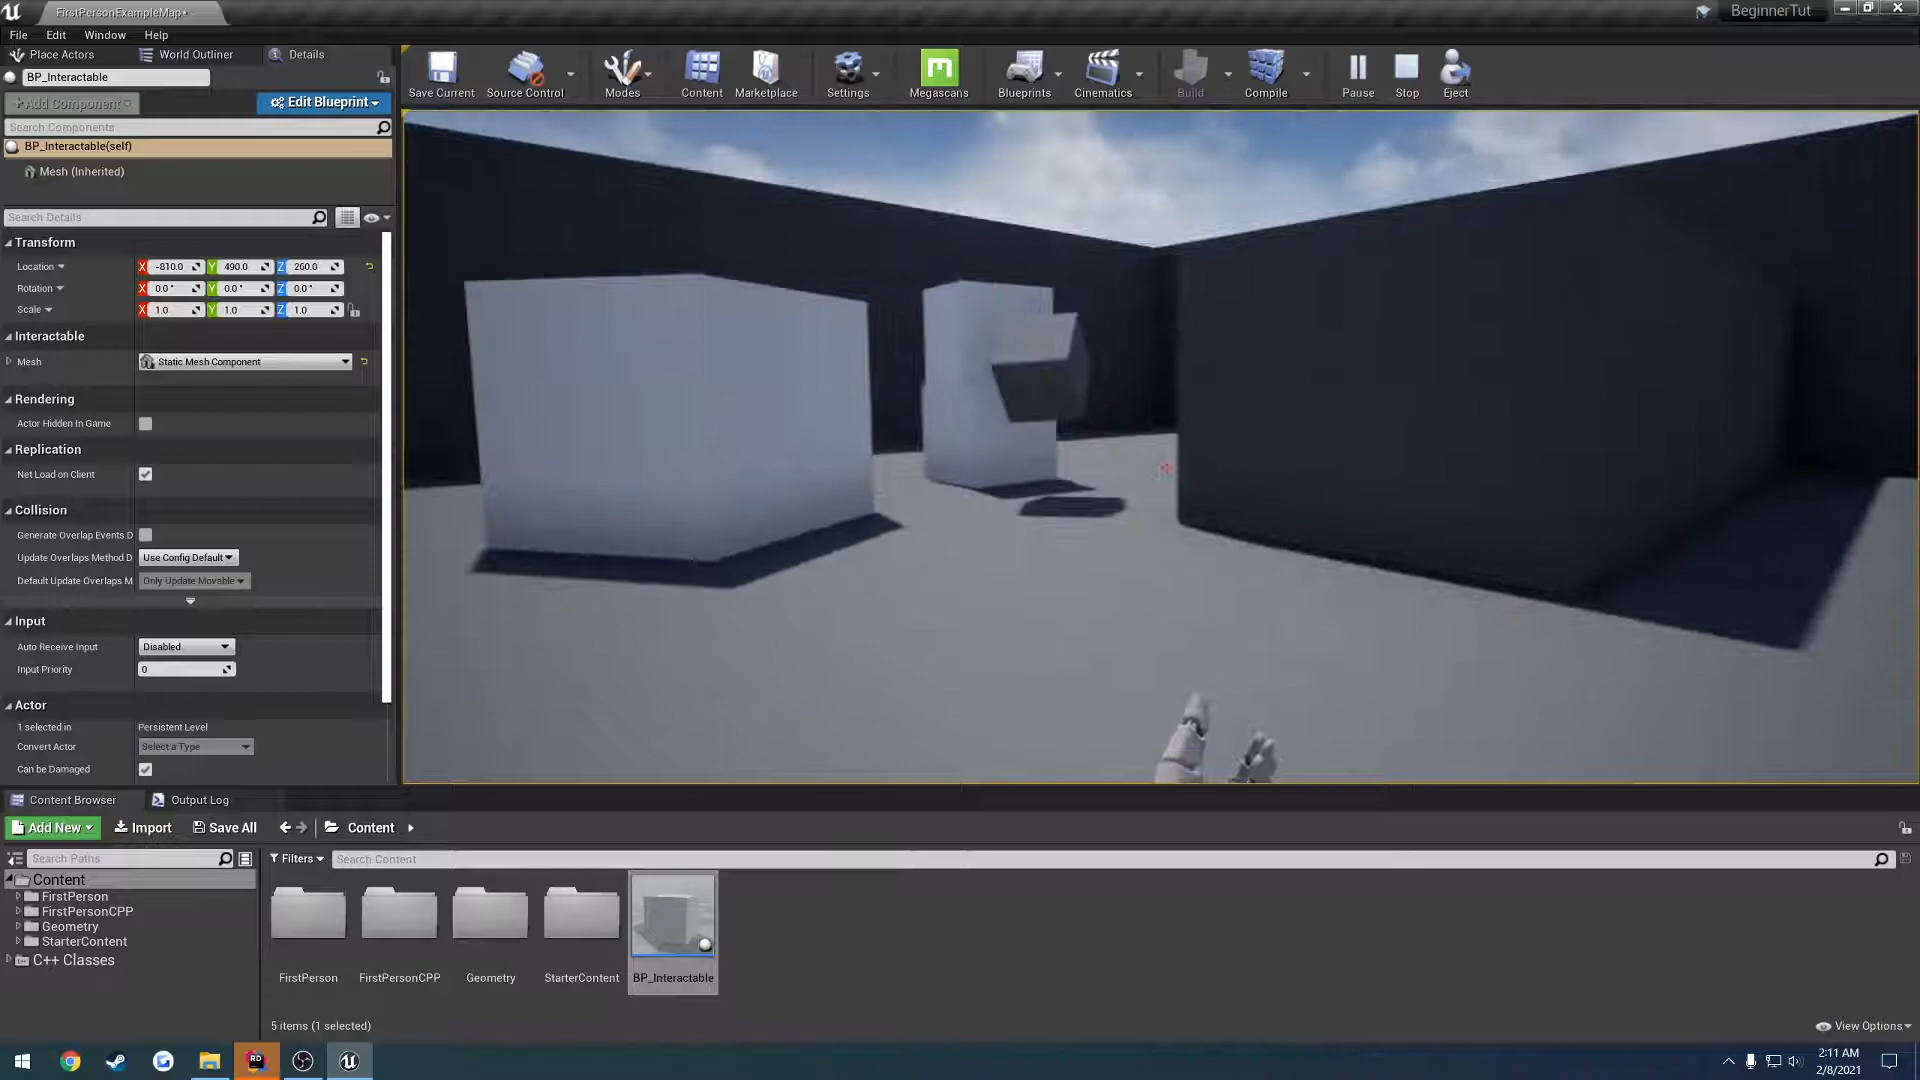 FirstPersonExampleMap•
BeginnerTut
File Edit Window Help
Place Actors World Outliner Details
BP_Interactable
+Add Component Edit Blueprint
Search Components
BP_Interactable(self)
Mesh (Inherited)
Search Details
Transform
Location X -810.0 Y 490.0 Z 260.0
Rotation X 0.0° Y 0.0° Z 0.0°
Scale X 1.0 Y 1.0 Z 1.0
Interactable
Mesh Static Mesh Component
Rendering
Actor Hidden In Game
Replication
Net Load on Client
Collision
Generate Overlap Events D
Update Overlaps Method D Use Config Default
Default Update Overlaps M Only Update Movable
Input
Auto Receive Input Disabled
Input Priority 0
Actor
1 selected in Persistent Level
Convert Actor Select a Type
Can be Damaged
Save Current Source Control Modes Content Marketplace Settings Megascans Blueprints Cinematics Build Compile Pause Stop Eject
Content Browser Output Log
Add New Import Save All Content
Search Paths
Filters Search Content
Content
FirstPerson
FirstPersonCPP
Geometry
StarterContent
C++ Classes
FirstPerson FirstPersonCPP Geometry StarterContent BP_Interactable
5 items (1 selected)
View Options
RD
2:11 AM
2/8/2021